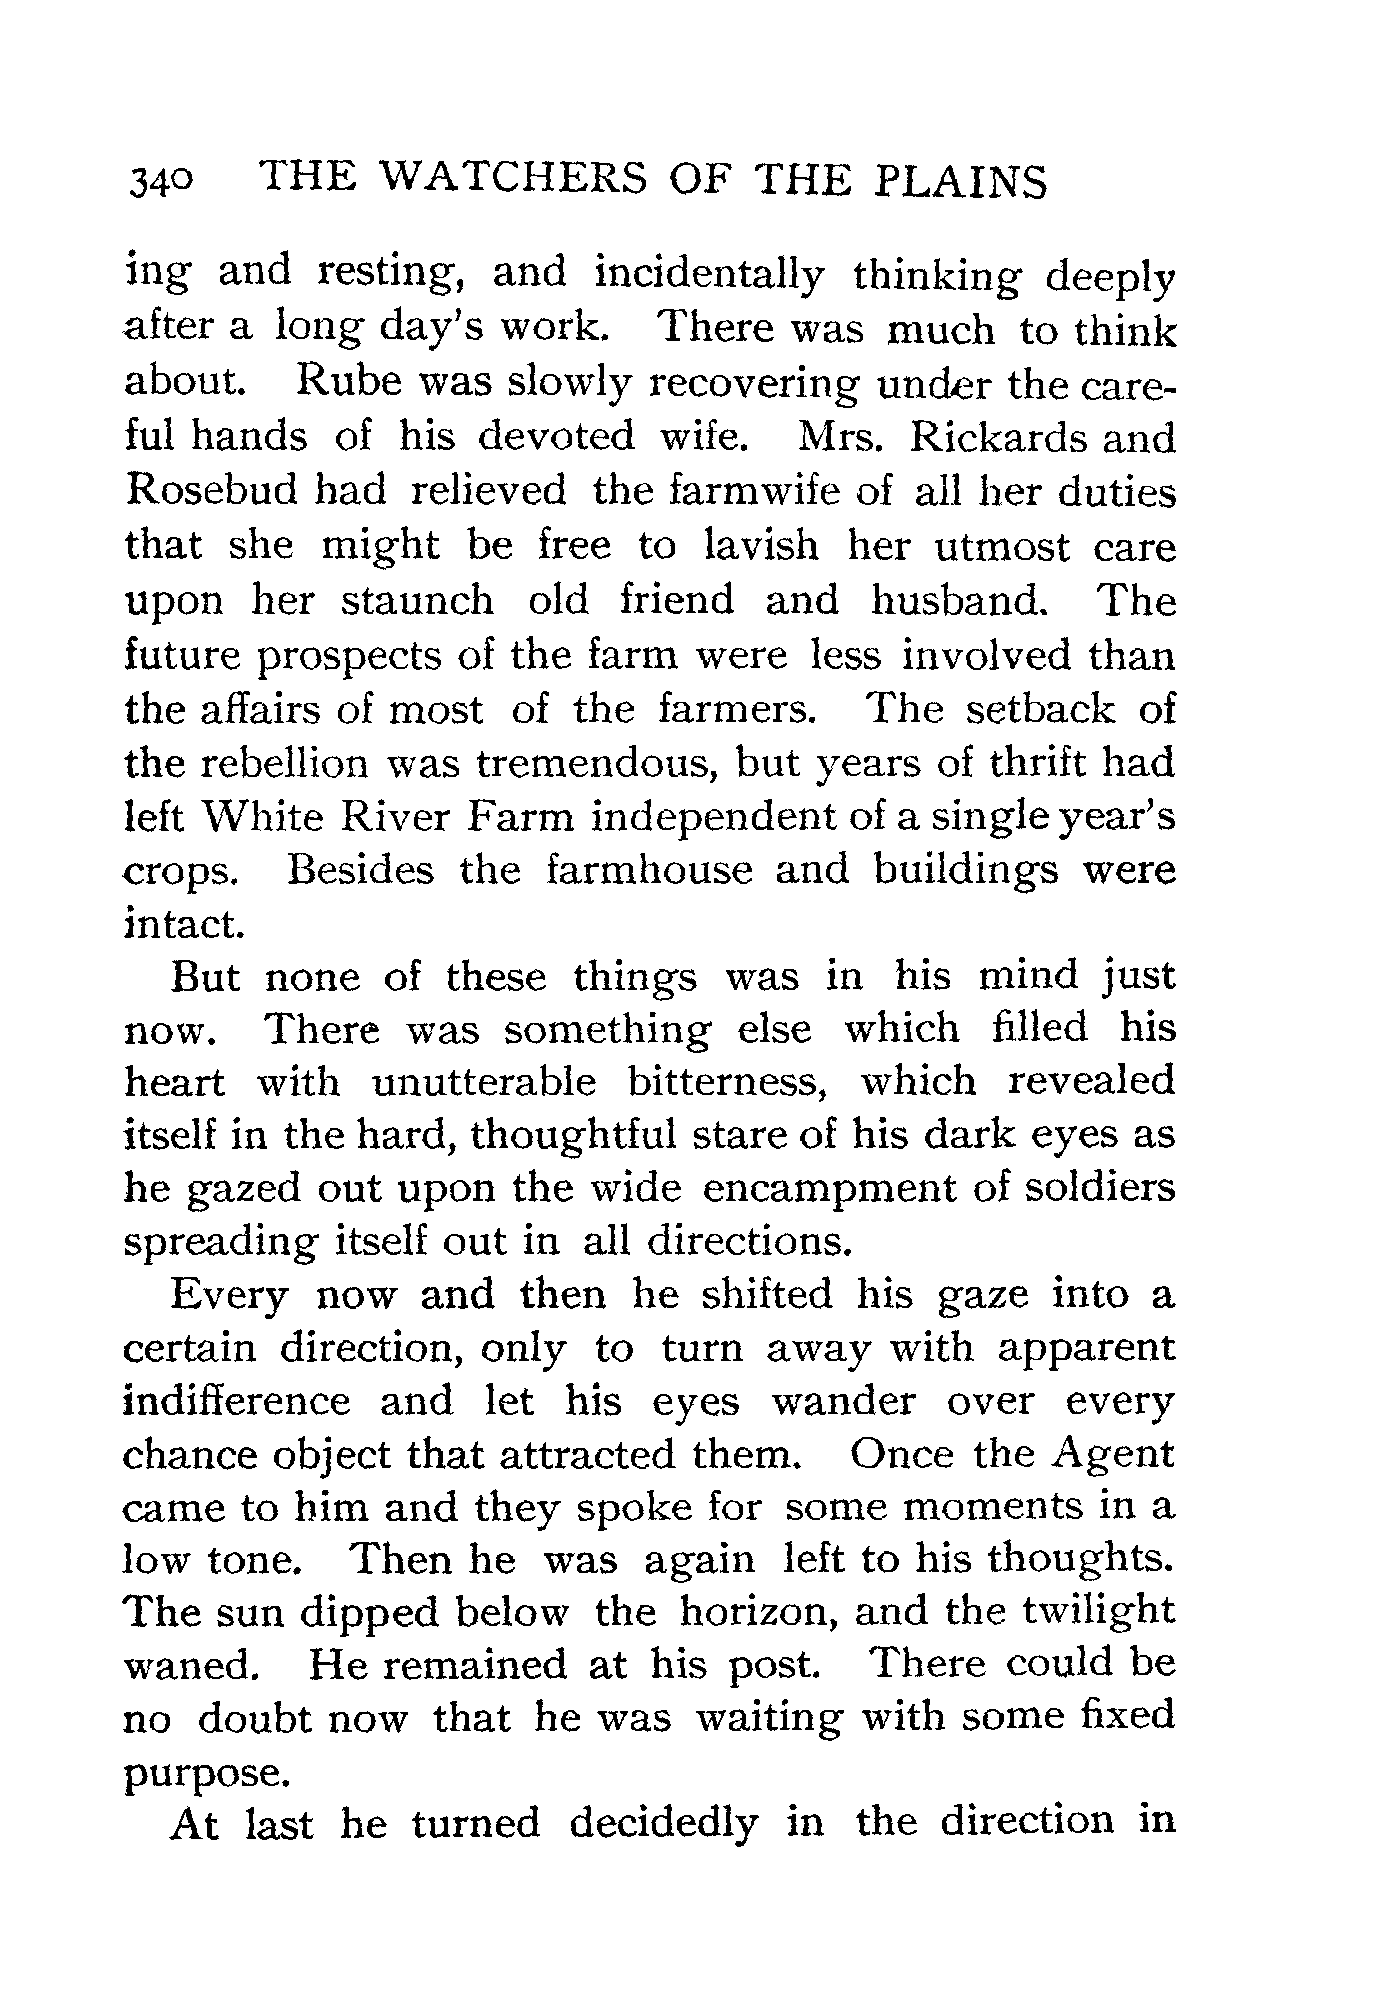 340 THE WATCHERS OF THE PLAINS
ing and resting, and incidentally thinking deeply
after a long day's work. There was much to think
about. Rube was slowly recovering under the care-
ful hands of his devoted wife. Mrs. Rickards and
Rosebud had relieved the farmwife of all her duties
that she might be free to lavish her utmost care
upon her staunch old friend and husband. The
future prospects of the farm were less involved than
the affairs of most of the farmers. The setback of
the rebellion was tremendous, but years of thrift had
left White River Farm independent of a single year's
crops. Besides the farmhouse and buildings were
intact.
But none of these things was in his mind just
now. There was something else which filled his
heart with unutterable bitterness, which revealed
itself in the hard, thoughtful stare of his dark eyes as
he gazed out upon the wide encampment of soldiers
spreading itself out in all directions.
Every now and then he shifted his gaze into a
certain direction, only to turn away with apparent
indifference and let his eyes wander over every
chance object that attracted them. Once the Agent
came to him and they spoke for some moments in a
low tone. Then he was again left to his thoughts.
The sun dipped below the horizon, and the twilight
waned. He remained at his post. There could be
no doubt now that he was waiting with some fixed
purpose.
At last he turned decidedly in the direction in